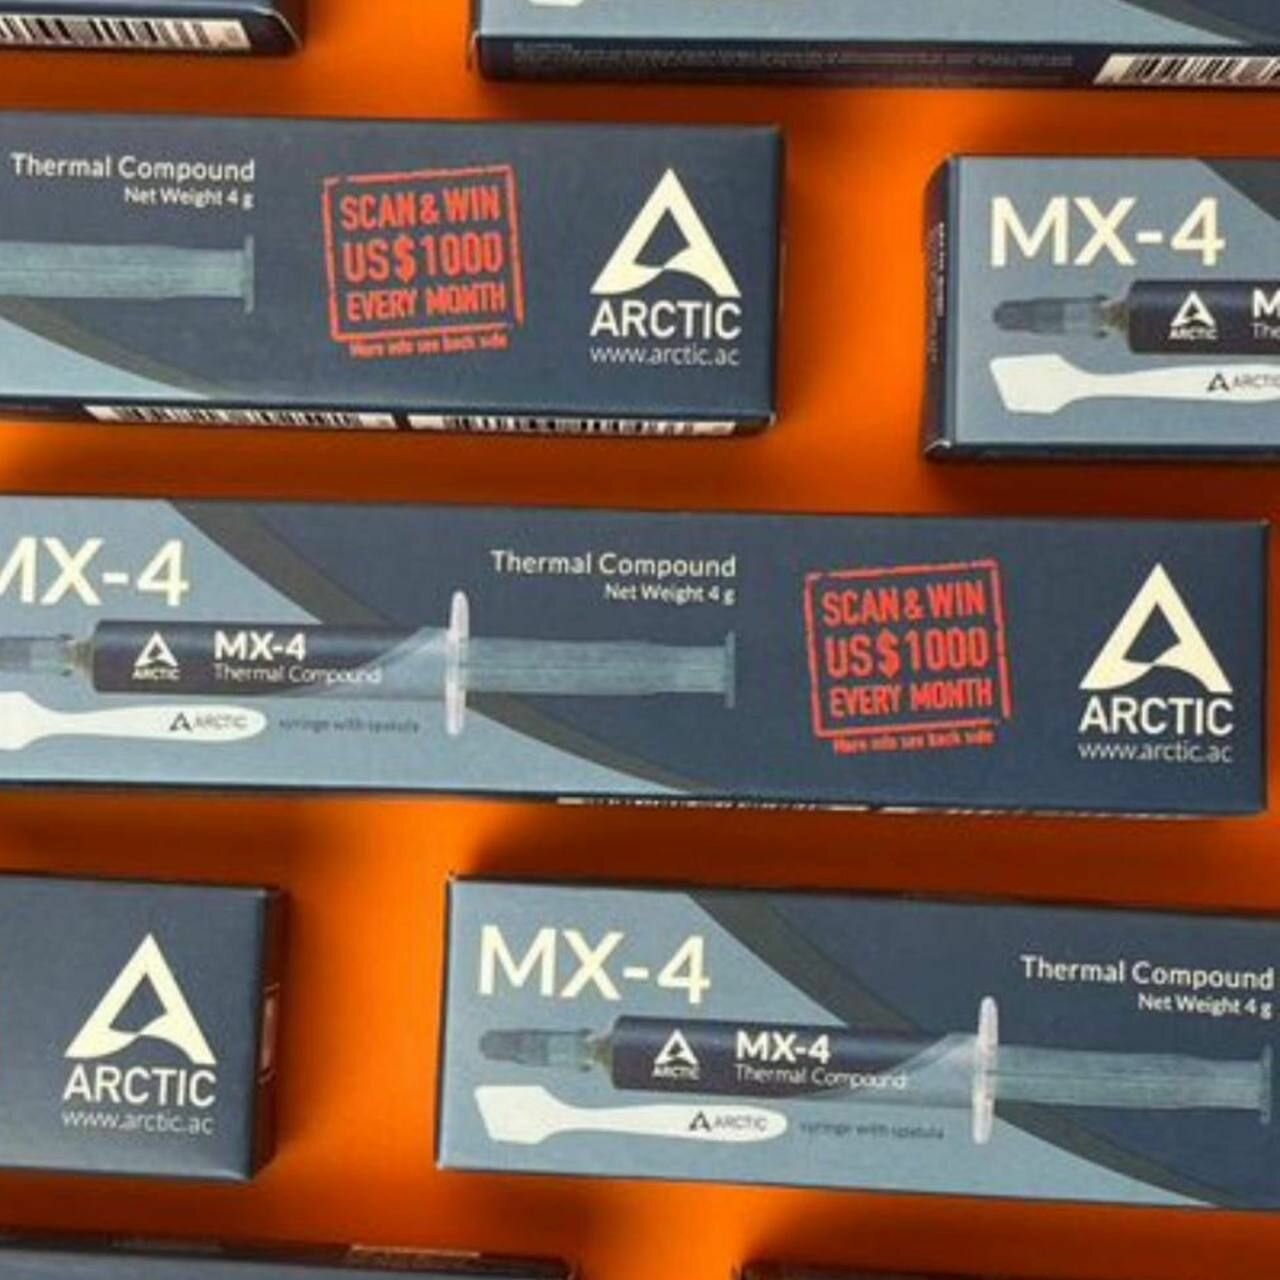 Thermal Compound
Net Weight 4 g
SCAN & WIN
US$1000
EVERY MONTH
More info see back side
ARCTIC
www.arctic.ac
MX-4
ARCTIC
ARCTIC
MX-4
Thermal Compound
Net Weight 4 g
ARCTIC
MX-4
Thermal Compound
ARCTIC
syringe with spatula
SCAN & WIN
US$1000
EVERY MONTH
More info see back side
ARCTIC
www.arctic.ac
ARCTIC
www.arctic.ac
MX-4
Thermal Compound
Net Weight 4 g
ARCTIC
MX-4
Thermal Compound
ARCTIC
syringe with spatula